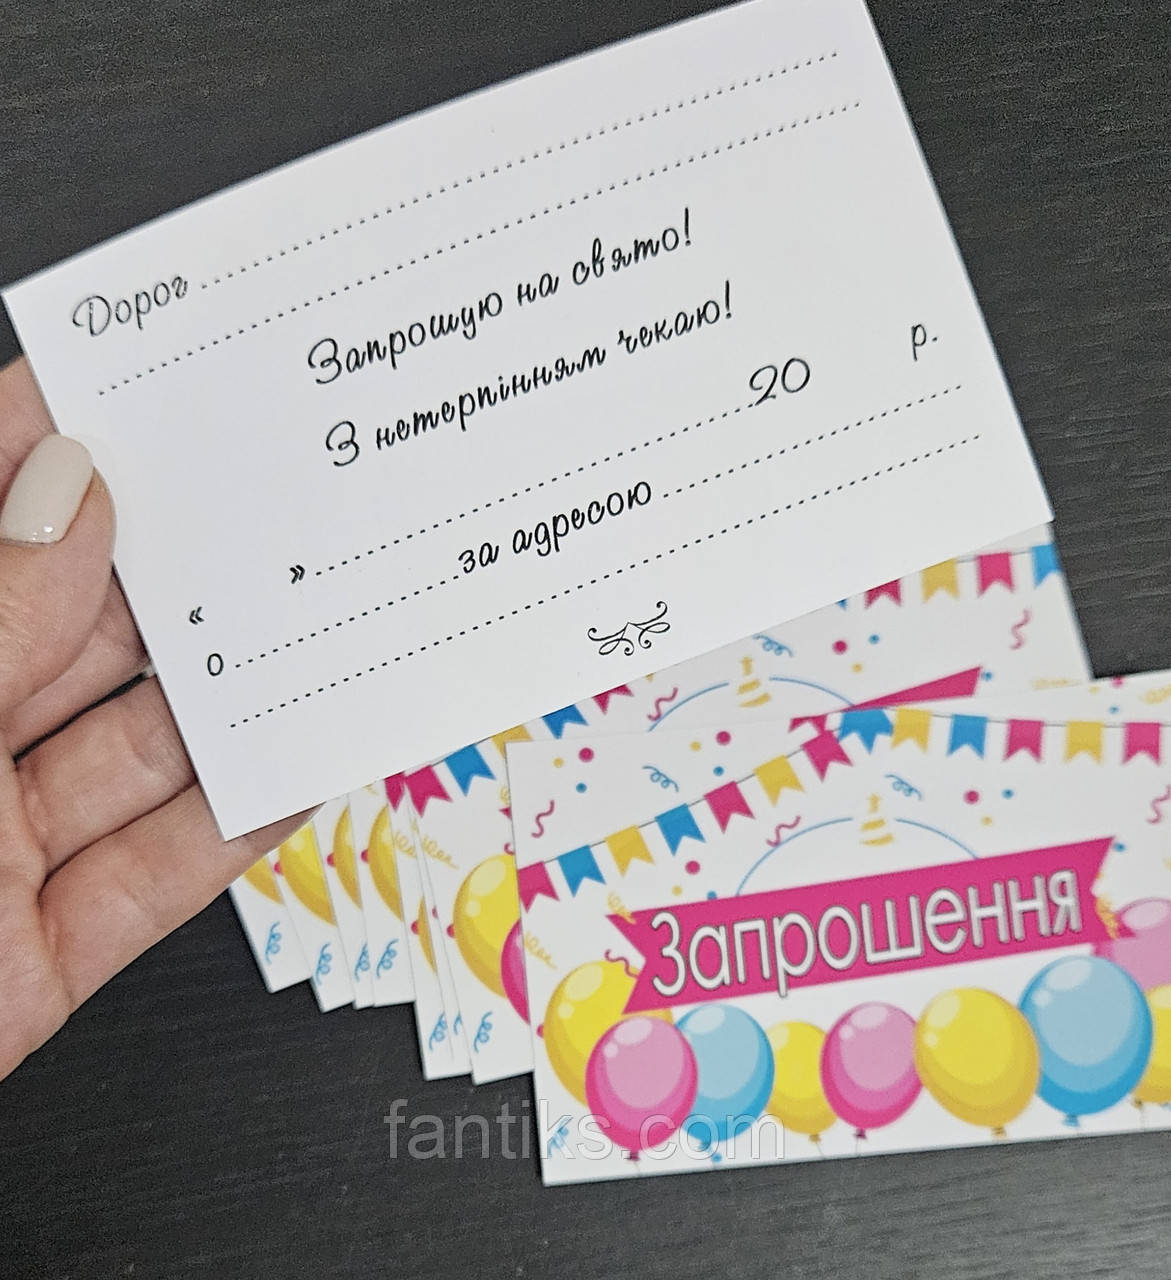 Дорог
Запрошую на свято!
З нетерпінням чекаю!
« » 20 р.
о за адресою
Запрошення
fantiks.com